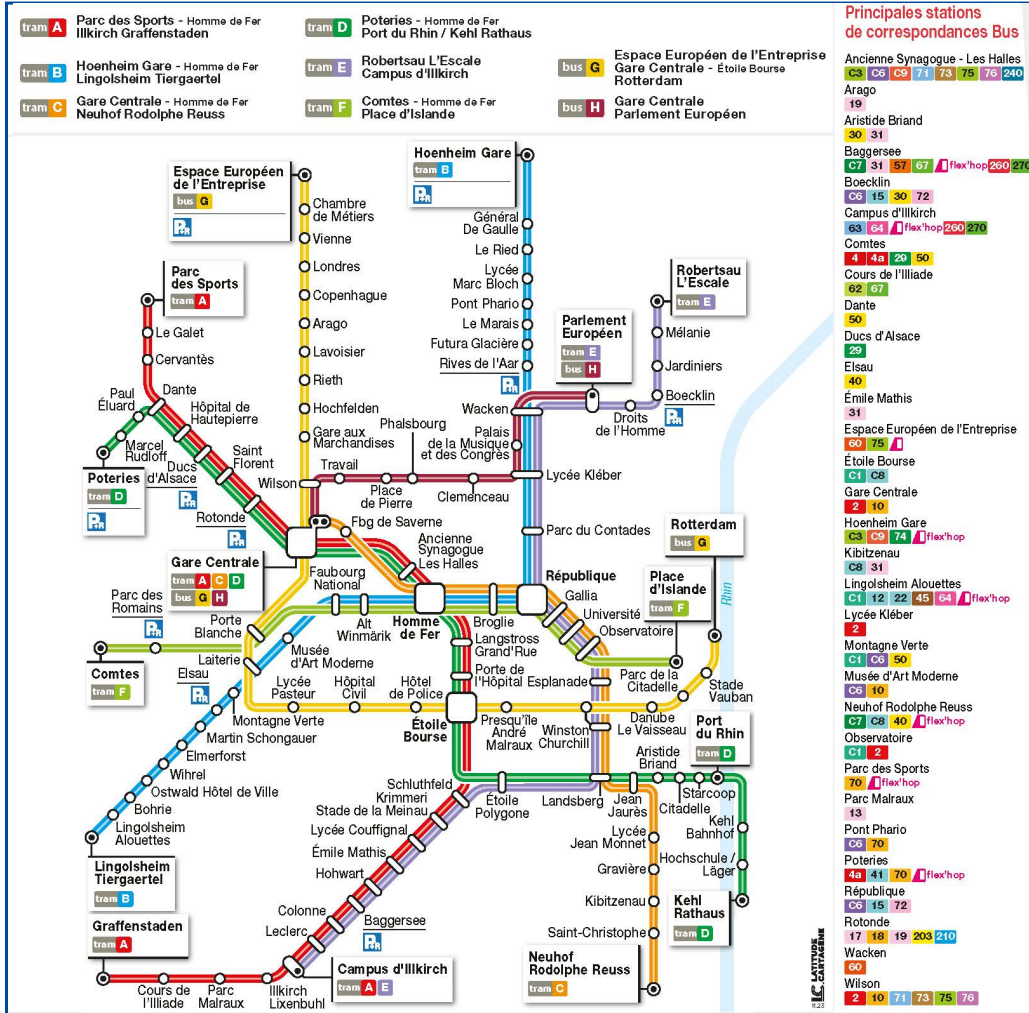 tram A Parc des Sports - Homme de Fer
Illkirch Graffenstaden
tram B Hoenheim Gare - Homme de Fer
Lingolsheim Tiergaertel
tram C Gare Centrale - Homme de Fer
Neuhof Rodolphe Reuss
tram D Poteries - Homme de Fer
Port du Rhin / Kehl Rathaus
tram E Robertsau L'Escale
Campus d'Illkirch
tram F Comtes - Homme de Fer
Place d'Islande
bus G Espace Européen de l'Entreprise
Gare Centrale - Étoile Bourse
Rotterdam
bus H Gare Centrale
Parlement Européen
Espace Européen
de l'Entreprise
bus G
P+R
Chambre
de Métiers
Vienne
Londres
Copenhague
Arago
Lavoisier
Rieth
Hochfelden
Gare aux
Marchandises
Wilson
Hoenheim Gare
tram B
P+R
Général
De Gaulle
Le Ried
Lycée
Marc Bloch
Pont Phario
Le Marais
Futura Glacière
Rives de l'Aar
P+R
Wacken
Palais
de la Musique
et des Congrès
Lycée Kléber
Parc du Contades
Parlement
Européen
tram E
bus H
Robertsau
L'Escale
tram E
Mélanie
Jardiniers
Boecklin
P+R
Droits
de l'Homme
Parc
des Sports
tram A
Le Galet
Cervantès
Dante
Paul
Éluard
Marcel
Rudloff
Poteries
tram D
P+R
Hôpital de
Hautepierre
Ducs
d'Alsace
P+R
Saint
Florent
Rotonde
P+R
Phalsbourg
Travail
Place
de Pierre
Clemenceau
Fbg de Saverne
Gare Centrale
tram A C D
bus G H
Ancienne
Synagogue
Les Halles
Faubourg
National
Parc des
Romains
P+R
Porte
Blanche
Comtes
tram F
Laiterie
Elsau
P+R
Alt
Winmärik
Musée
d'Art Moderne
Homme
de Fer
Broglie
République
Gallia
Université
Observatoire
Place
d'Islande
tram F
Rotterdam
bus G
Rhin
Langstross
Grand'Rue
Porte de
l'Hôpital
Esplanade
Parc de la
Citadelle
Stade
Vauban
Lycée
Pasteur
Hôpital
Civil
Hôtel
de Police
Étoile
Bourse
Presqu'île
André
Malraux
Winston
Churchill
Danube
Le Vaisseau
Montagne Verte
Martin Schongauer
Elmerforst
Wihrel
Ostwald Hôtel de Ville
Bohrie
Lingolsheim
Alouettes
Lingolsheim
Tiergaertel
tram B
Schluthfeld
Krimmeri
Stade de la Meinau
Lycée Couffignal
Émile Mathis
Hohwart
Colonne
Leclerc
Baggersee
P+R
Étoile
Polygone
Landsberg
Jean
Jaurès
Aristide
Briand
Citadelle
Starcoop
Port
du Rhin
tram D
Kehl
Bahnhof
Hochschule /
Läger
Kehl
Rathaus
tram D
Lycée
Jean Monnet
Gravière
Kibitzenau
Saint-Christophe
Neuhof
Rodolphe Reuss
tram C
Graffenstaden
tram A
Cours de
l'Illiade
Parc
Malraux
Illkirch
Lixenbuhl
Campus d'Illkirch
tram A E
LATITUDE
CARTAGÈNE
Principales stations
de correspondances Bus
Ancienne Synagogue - Les Halles
C3 C6 C9 71 73 75 76 240
Arago
19
Aristide Briand
30 31
Baggersee
C7 31 57 67 flex'hop 260 270
Boecklin
C6 15 30 72
Campus d'Illkirch
63 64 flex'hop 260 270
Comtes
4 4a 29 50
Cours de l'Illiade
62 67
Dante
50
Ducs d'Alsace
29
Elsau
40
Émile Mathis
31
Espace Européen de l'Entreprise
60 75
Étoile Bourse
C1 C8
Gare Centrale
2 10
Hoenheim Gare
C3 C9 74 flex'hop
Kibitzenau
C8 31
Lingolsheim Alouettes
C1 12 22 45 64 flex'hop
Lycée Kléber
2
Montagne Verte
C1 C6 50
Musée d'Art Moderne
C6 10
Neuhof Rodolphe Reuss
C7 C8 40 flex'hop
Observatoire
C1 2
Parc des Sports
70 flex'hop
Parc Malraux
13
Pont Phario
C6 70
Poteries
4a 41 70 flex'hop
République
C6 15 72
Rotonde
17 18 19 203 210
Wacken
60
Wilson
2 10 71 73 75 76